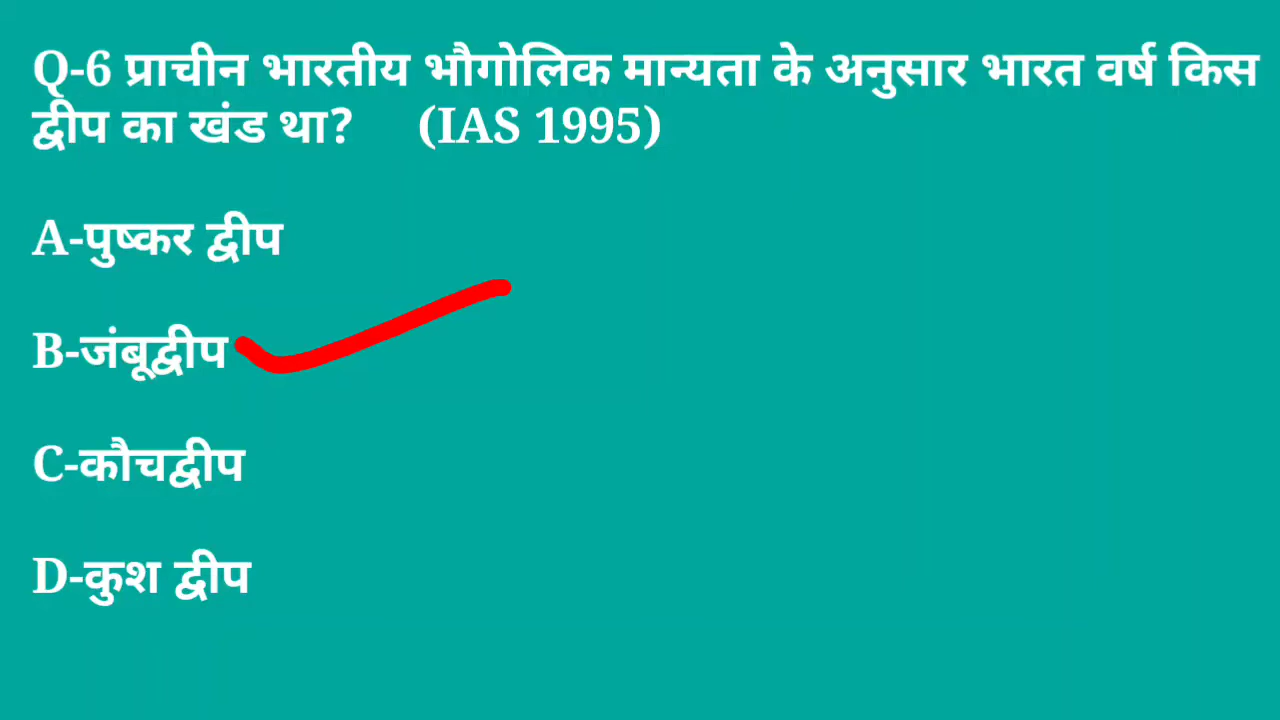 Q-6 प्राचीन भारतीय भौगोलिक मान्यता के अनुसार भारत वर्ष किस
द्वीप का खंड था? (IAS 1995)
A-पुष्कर द्वीप
B-जंबूद्वीप
C-कौचद्वीप
D-कुश द्वीप